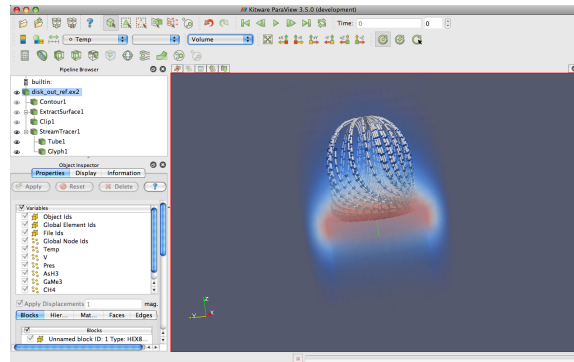 Kitware ParaView 3.5.0 (development)
Time: 0
0
Temp
Volume
Pipeline Browser
builtin:
disk_out_ref.ex2
Contour1
ExtractSurface1
Clip1
StreamTracer1
Tube1
Glyph1
Object Inspector
Properties Display Information
Apply Reset Delete ?
Variables
Object Ids
Global Element Ids
File Ids
Global Node Ids
Temp
V
Pres
AsH3
GaMe3
CH4
Apply Displacements 1 mag.
Blocks Hier... Mat... Faces Edges
Blocks
Unnamed block ID: 1 Type: HEX8...
Z
Y
X